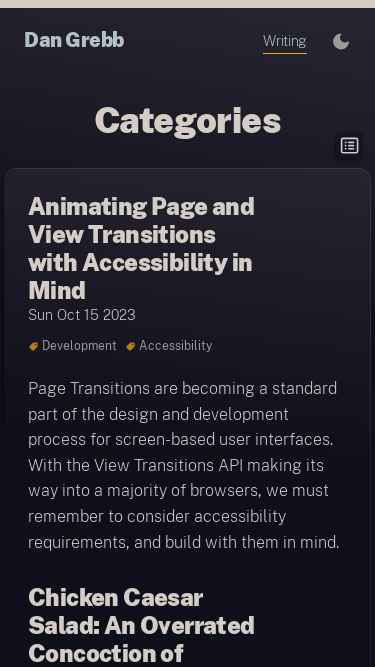 Dan Grebb
Writing
Categories
Animating Page and
View Transitions
with Accessibility in
Mind
Sun Oct 15 2023
Development Accessibility
Page Transitions are becoming a standard
part of the design and development
process for screen-based user interfaces.
With the View Transitions API making its
way into a majority of browsers, we must
remember to consider accessibility
requirements, and build with them in mind.
Chicken Caesar
Salad: An Overrated
Concoction of